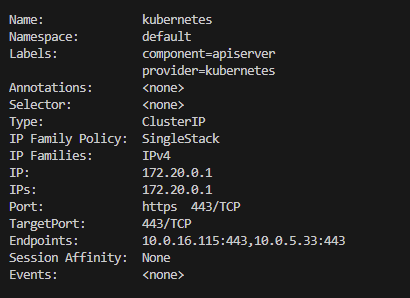 Name: kubernetes
Namespace: default
Labels: component=apiserver
provider=kubernetes
Annotations: <none>
Selector: <none>
Type: ClusterIP
IP Family Policy: SingleStack
IP Families: IPv4
IP: 172.20.0.1
IPs: 172.20.0.1
Port: https 443/TCP
TargetPort: 443/TCP
Endpoints: 10.0.16.115:443,10.0.5.33:443
Session Affinity: None
Events: <none>